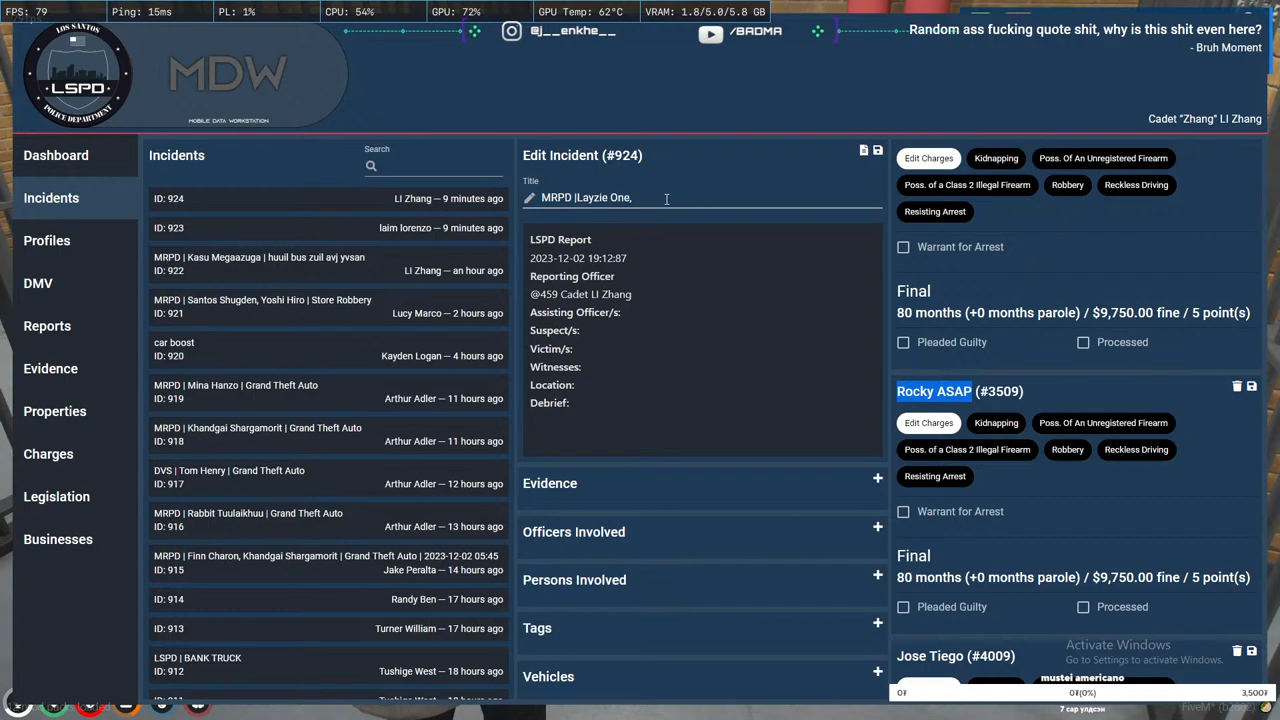 FPS: 79 Ping: 15ms PL: 1% CPU: 54% GPU: 72% GPU Temp: 62°C VRAM: 1.8/5.0/5.8 GB
@j__enkhe__ /BADMA
Random ass fucking quote shit, why is this shit even here?
- Bruh Moment
LOS SANTOS
LSPD
POLICE DEPARTMENT
MDW
MOBILE DATA WORKSTATION
Cadet "Zhang" LI Zhang
Dashboard
Incidents
Profiles
DMV
Reports
Evidence
Properties
Charges
Legislation
Businesses
Incidents
Search
ID: 924 LI Zhang — 9 minutes ago
ID: 923 laim lorenzo — 9 minutes ago
MRPD | Kasu Megaazuga | huuil bus zuil avj yvsan
ID: 922 LI Zhang — an hour ago
MRPD | Santos Shugden, Yoshi Hiro | Store Robbery
ID: 921 Lucy Marco — 2 hours ago
car boost
ID: 920 Kayden Logan — 4 hours ago
MRPD | Mina Hanzo | Grand Theft Auto
ID: 919 Arthur Adler — 11 hours ago
MRPD | Khandgai Shargamorit | Grand Theft Auto
ID: 918 Arthur Adler — 11 hours ago
DVS | Tom Henry | Grand Theft Auto
ID: 917 Arthur Adler — 12 hours ago
MRPD | Rabbit Tuulaikhuu | Grand Theft Auto
ID: 916 Arthur Adler — 13 hours ago
MRPD | Finn Charon, Khandgai Shargamorit | Grand Theft Auto | 2023-12-02 05:45
ID: 915 Jake Peralta — 14 hours ago
ID: 914 Randy Ben — 17 hours ago
ID: 913 Turner William — 17 hours ago
LSPD | BANK TRUCK
ID: 912 Tushige West — 18 hours ago
Edit Incident (#924)
Title
MRPD |Layzie One,
LSPD Report
2023-12-02 19:12:87
Reporting Officer
@459 Cadet LI Zhang
Assisting Officer/s:
Suspect/s:
Victim/s:
Witnesses:
Location:
Debrief:
Evidence
Officers Involved
Persons Involved
Tags
Vehicles
Edit Charges Kidnapping Poss. Of An Unregistered Firearm
Poss. of a Class 2 Illegal Firearm Robbery Reckless Driving
Resisting Arrest
Warrant for Arrest
Final
80 months (+0 months parole) / $9,750.00 fine / 5 point(s)
Pleaded Guilty Processed
Rocky ASAP (#3509)
Edit Charges Kidnapping Poss. Of An Unregistered Firearm
Poss. of a Class 2 Illegal Firearm Robbery Reckless Driving
Resisting Arrest
Warrant for Arrest
Final
80 months (+0 months parole) / $9,750.00 fine / 5 point(s)
Pleaded Guilty Processed
Jose Tiego (#4009)
Activate Windows
Go to Settings to activate Windows.
mustei americano
0₮ 0₮(0%) 3,500₮
7 сар үлдсэн